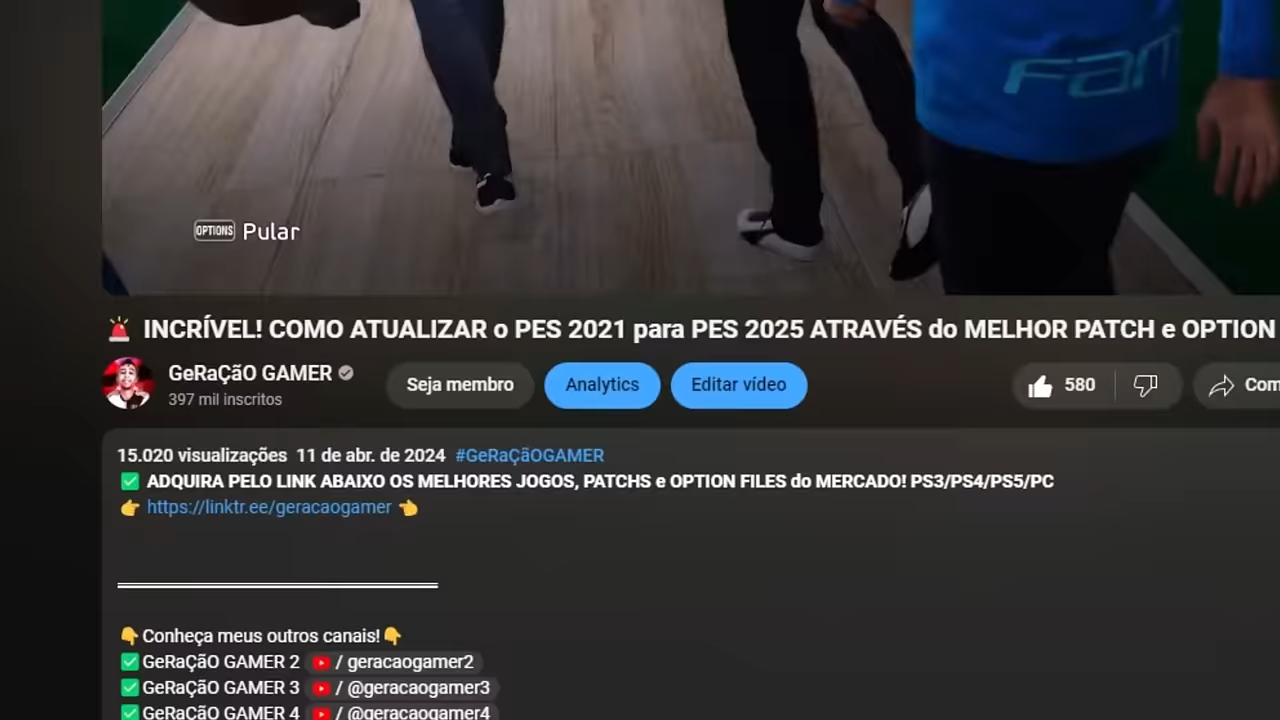 FAM
OPTIONS Pular
🚨 INCRÍVEL! COMO ATUALIZAR o PES 2021 para PES 2025 ATRAVÉS do MELHOR PATCH e OPTION
GeRaÇãO GAMER
397 mil inscritos
Seja membro
Analytics
Editar vídeo
580
Com
15.020 visualizações 11 de abr. de 2024 #GeRaÇãOGAMER
✅ ADQUIRA PELO LINK ABAIXO OS MELHORES JOGOS, PATCHS e OPTION FILES do MERCADO! PS3/PS4/PS5/PC
👉 https://linktr.ee/geracaogamer 👈
👇Conheça meus outros canais!👇
✅GeRaÇãO GAMER 2 / geracaogamer2
✅GeRaÇãO GAMER 3 / @geracaogamer3
✅GeRaÇãO GAMER 4 / @geracaogamer4